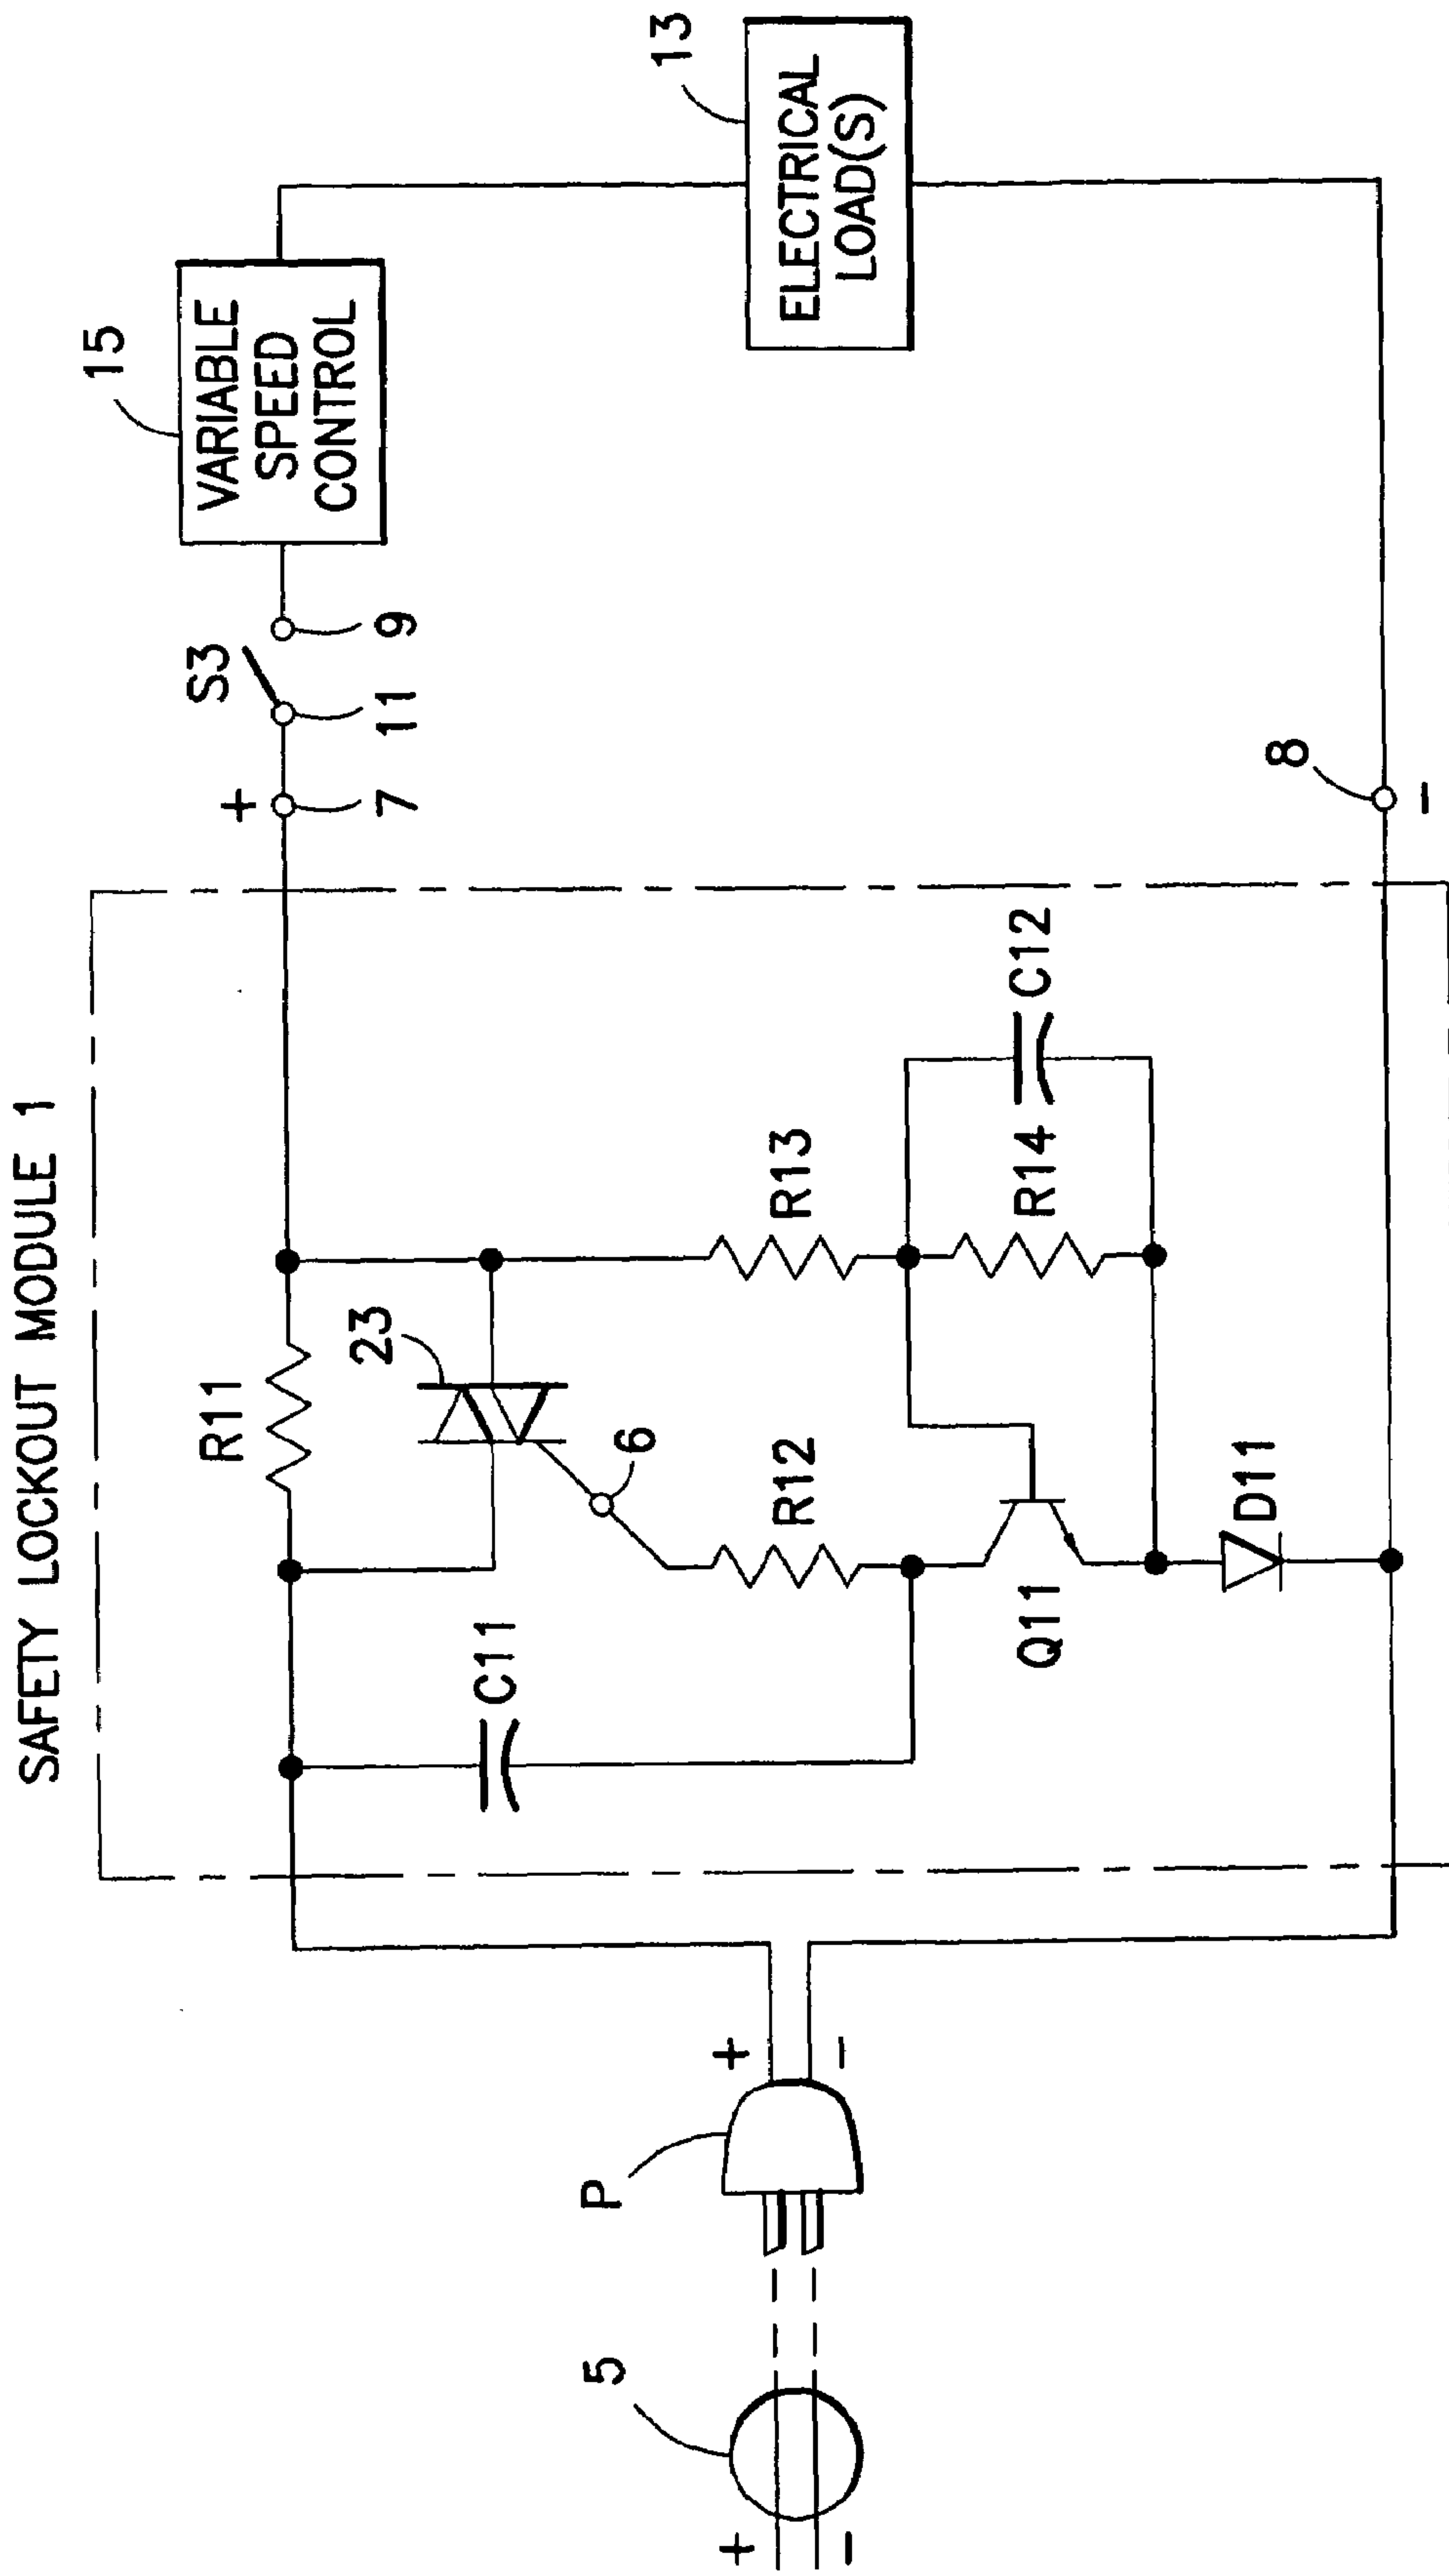 SAFETY LOCKOUT MODULE 1
5
+
-
P
+
-
C11
R11
23
6
R12
Q11
D11
R13
R14
C12
+
7
11
S3
9
8
-
15
VARIABLE
SPEED
CONTROL
13
ELECTRICAL
LOAD(S)